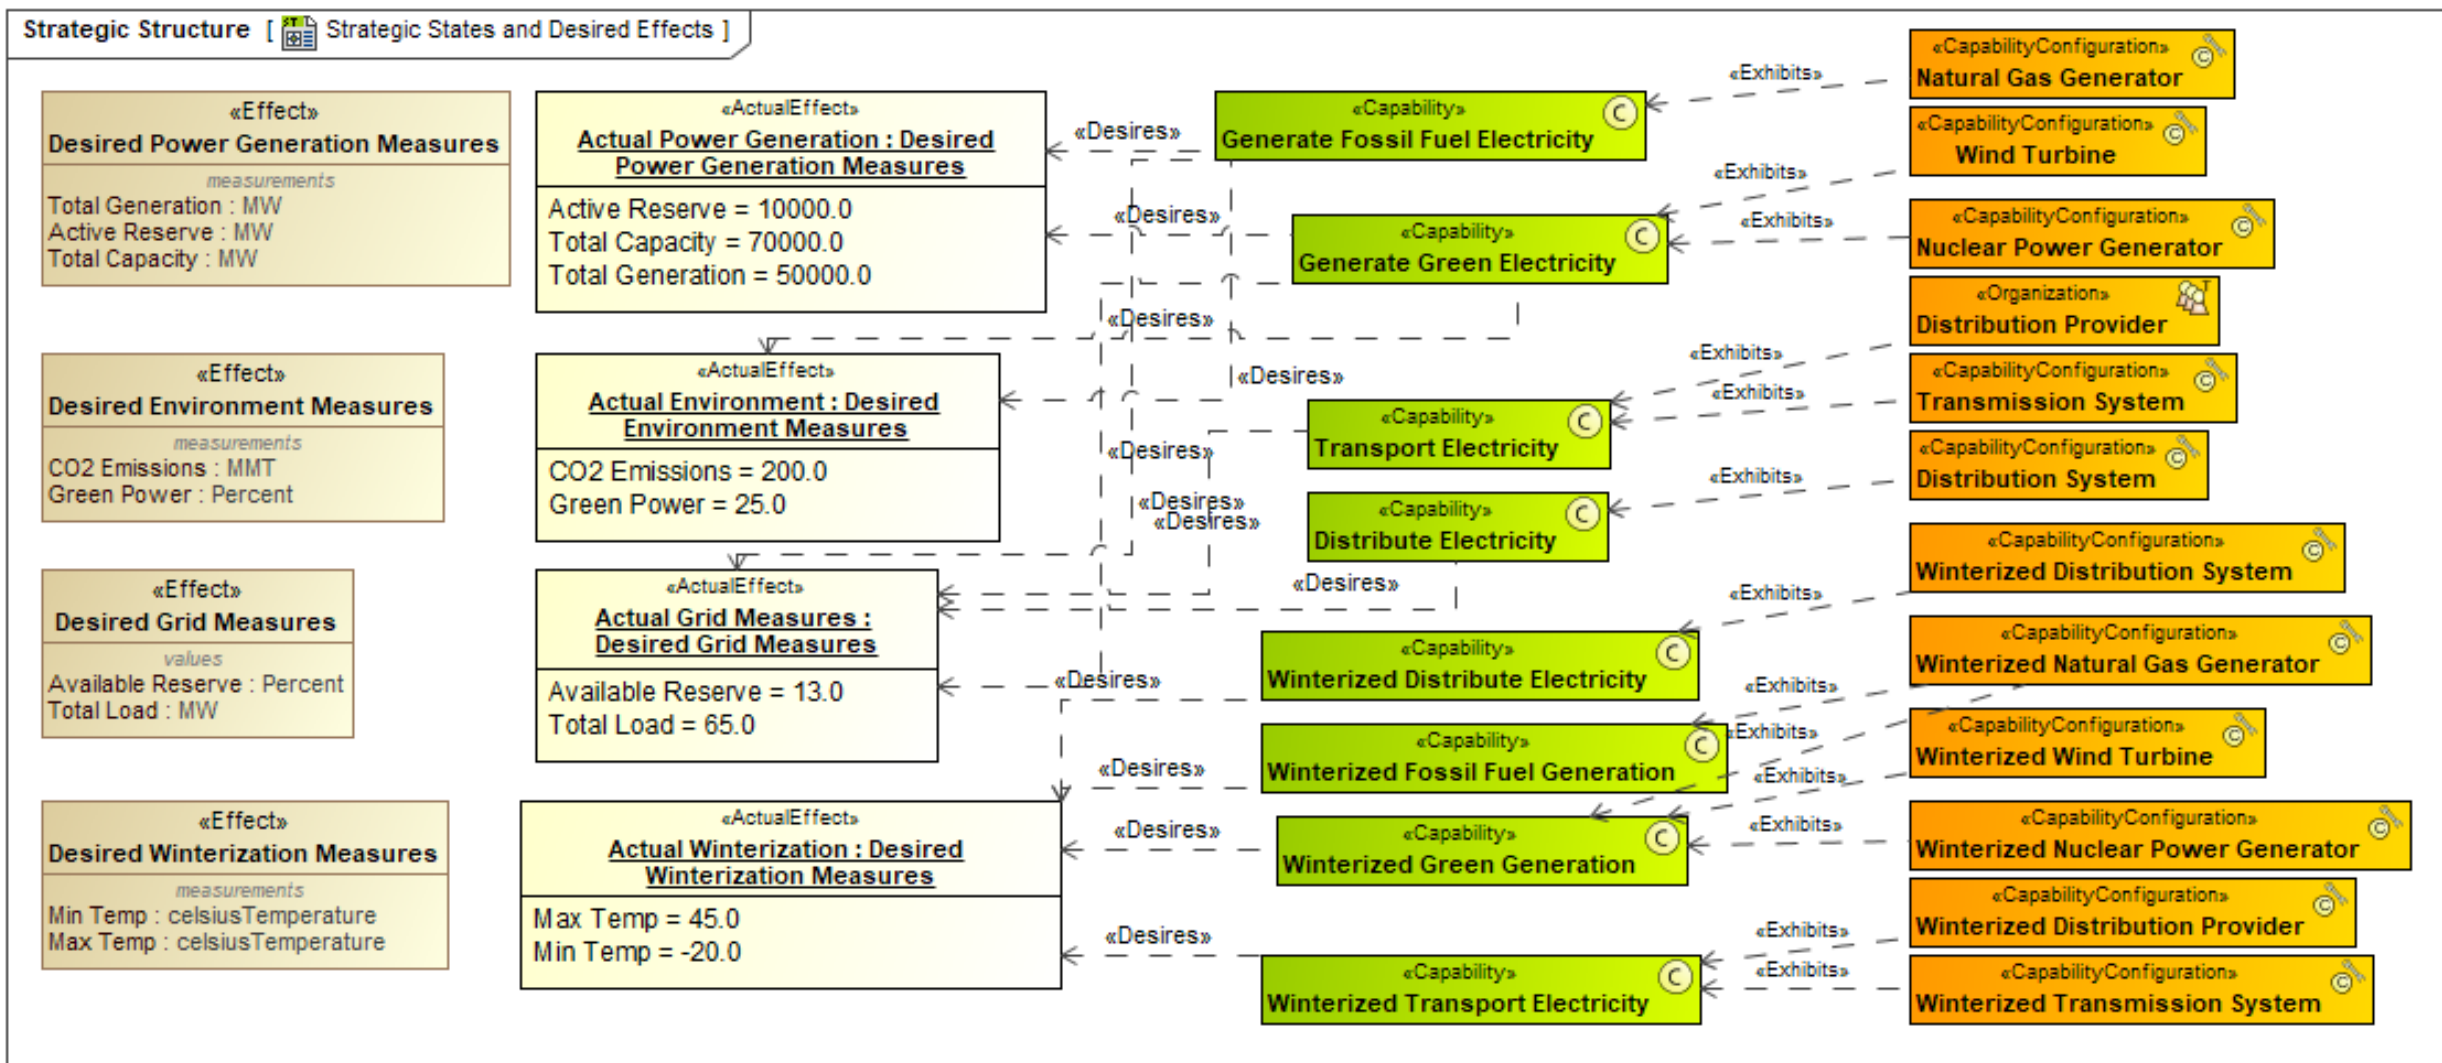 Strategic Structure [ Strategic States and Desired Effects ]
«Effect»
Desired Power Generation Measures
measurements
Total Generation : MW
Active Reserve : MW
Total Capacity : MW
«Effect»
Desired Environment Measures
measurements
CO2 Emissions : MMT
Green Power : Percent
«Effect»
Desired Grid Measures
values
Available Reserve : Percent
Total Load : MW
«Effect»
Desired Winterization Measures
measurements
Min Temp : celsiusTemperature
Max Temp : celsiusTemperature
«ActualEffect»
Actual Power Generation : Desired
Power Generation Measures
Active Reserve = 10000.0
Total Capacity = 70000.0
Total Generation = 50000.0
«ActualEffect»
Actual Environment : Desired
Environment Measures
CO2 Emissions = 200.0
Green Power = 25.0
«ActualEffect»
Actual Grid Measures :
Desired Grid Measures
Available Reserve = 13.0
Total Load = 65.0
«ActualEffect»
Actual Winterization : Desired
Winterization Measures
Max Temp = 45.0
Min Temp = -20.0
«Desires»
«Desires»
«Desires»
«Desires»
«Desires»
«Desires»
«Desires»
«Desires»
«Desires»
«Desires»
«Desires»
«Desires»
«Capability»
C
Generate Fossil Fuel Electricity
«Capability»
C
Generate Green Electricity
«Capability»
C
Transport Electricity
«Capability»
C
Distribute Electricity
«Capability»
C
Winterized Distribute Electricity
«Capability»
C
Winterized Fossil Fuel Generation
«Capability»
C
Winterized Green Generation
«Capability»
C
Winterized Transport Electricity
«Exhibits»
«Exhibits»
«Exhibits»
«Exhibits»
«Exhibits»
«Exhibits»
«Exhibits»
«Exhibits»
«Exhibits»
«Exhibits»
«Exhibits»
«Exhibits»
«Exhibits»
«CapabilityConfiguration»
C
Natural Gas Generator
«CapabilityConfiguration»
C
Wind Turbine
«CapabilityConfiguration»
C
Nuclear Power Generator
«Organization»
T
Distribution Provider
«CapabilityConfiguration»
C
Transmission System
«CapabilityConfiguration»
C
Distribution System
«CapabilityConfiguration»
C
Winterized Distribution System
«CapabilityConfiguration»
C
Winterized Natural Gas Generator
«CapabilityConfiguration»
C
Winterized Wind Turbine
«CapabilityConfiguration»
C
Winterized Nuclear Power Generator
«CapabilityConfiguration»
C
Winterized Distribution Provider
«CapabilityConfiguration»
C
Winterized Transmission System